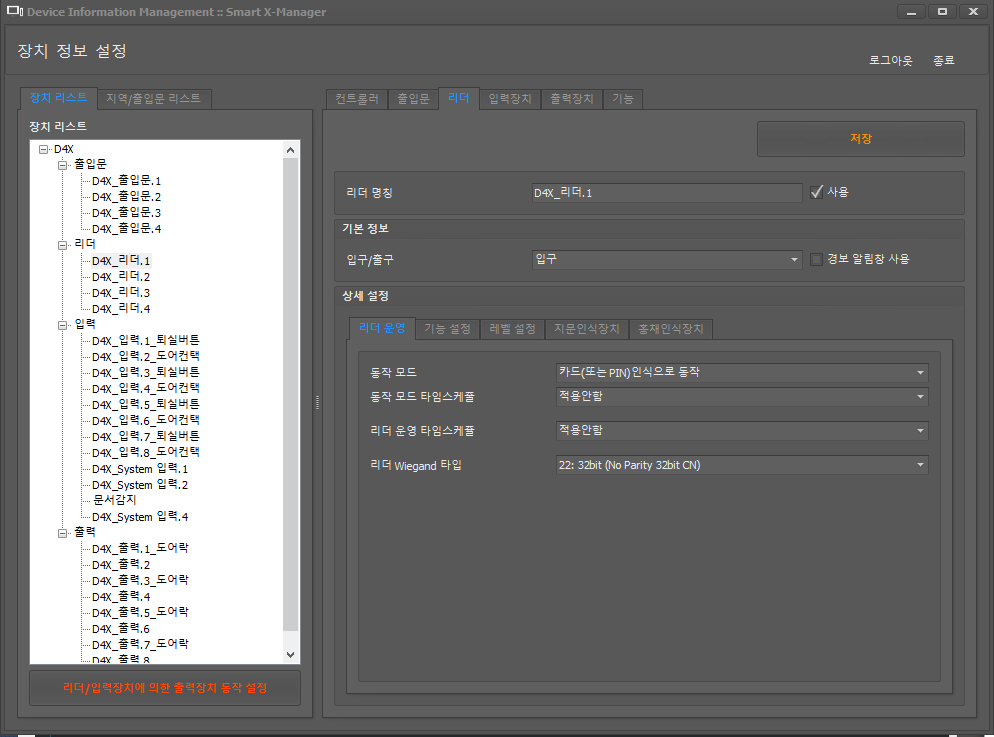 Device Information Management :: Smart X-Manager
장치 정보 설정
로그아웃 종료
장치 리스트 지역/출입문 리스트
장치 리스트
D4X
출입문
D4X_출입문.1
D4X_출입문.2
D4X_출입문.3
D4X_출입문.4
리더
D4X_리더.1
D4X_리더.2
D4X_리더.3
D4X_리더.4
입력
D4X_입력.1_퇴실버튼
D4X_입력.2_도어컨택
D4X_입력.3_퇴실버튼
D4X_입력.4_도어컨택
D4X_입력.5_퇴실버튼
D4X_입력.6_도어컨택
D4X_입력.7_퇴실버튼
D4X_입력.8_도어컨택
D4X_System 입력.1
D4X_System 입력.2
문서감지
D4X_System 입력.4
출력
D4X_출력.1_도어락
D4X_출력.2
D4X_출력.3_도어락
D4X_출력.4
D4X_출력.5_도어락
D4X_출력.6
D4X_출력.7_도어락
D4X_출력.8
리더/입력장치에 의한 출력장치 동작 설정
컨트롤러 출입문 리더 입력장치 출력장치 기능
저장
리더 명칭 D4X_리더.1 사용
기본 정보
입구/출구 입구 경보 알림창 사용
상세 설정
리더 운영 기능 설정 레벨 설정 지문인식장치 홍채인식장치
동작 모드 카드(또는 PIN)인식으로 동작
동작 모드 타임스케쥴 적용안함
리더 운영 타임스케쥴 적용안함
리더 Wiegand 타입 22: 32bit (No Parity 32bit CN)